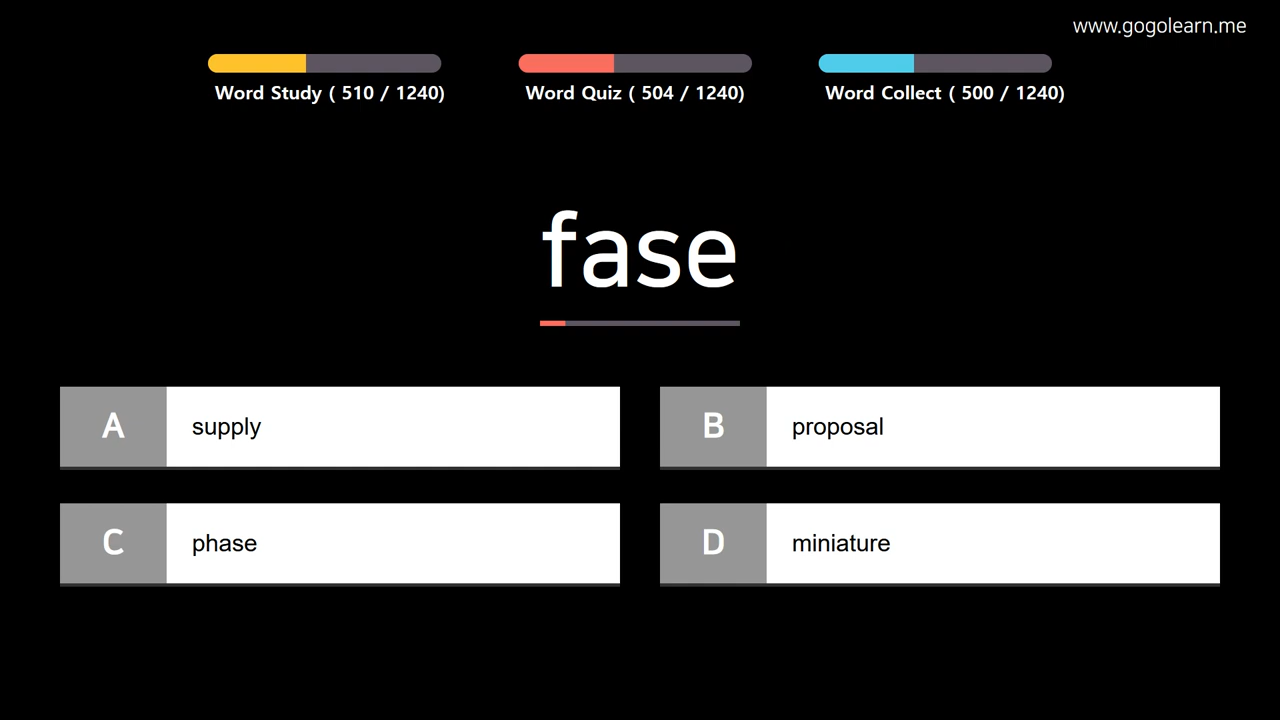 www.gogolearn.me
Word Study ( 510 / 1240)
Word Quiz ( 504 / 1240)
Word Collect ( 500 / 1240)
fase
A supply
B proposal
C phase
D miniature